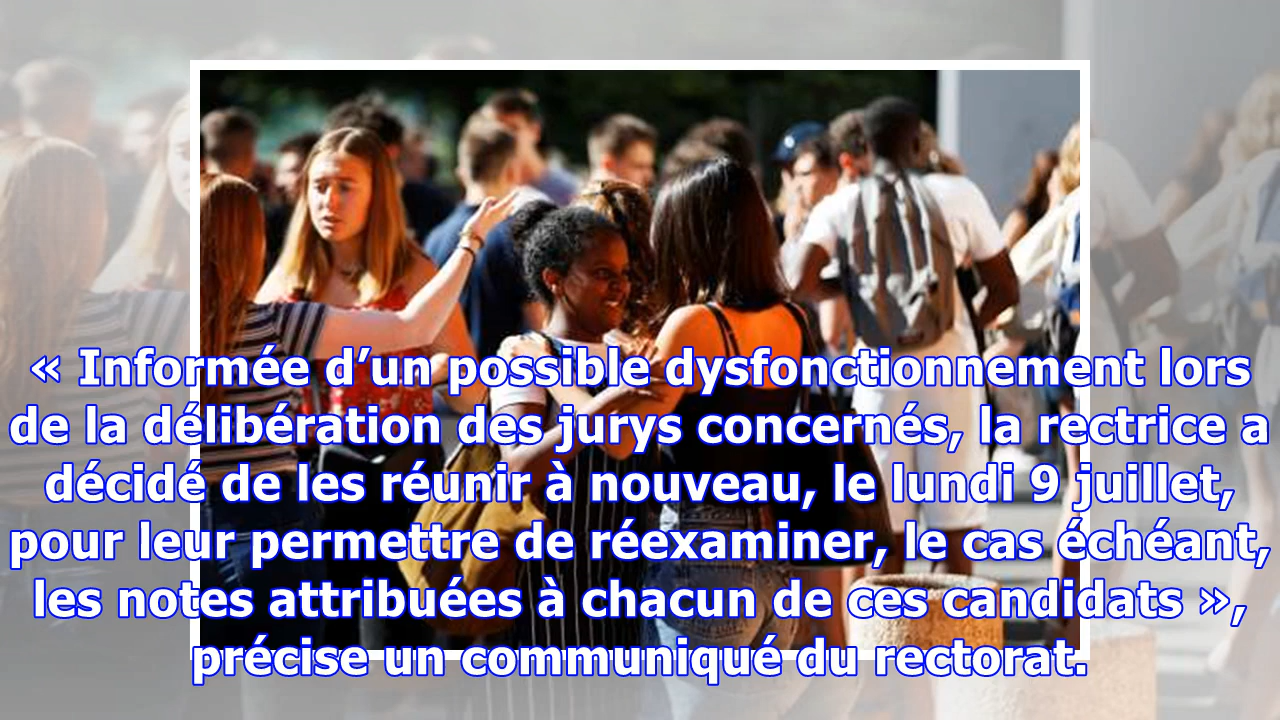 « Informée d’un possible dysfonctionnement lors
de la délibération des jurys concernés, la rectrice a
décidé de les réunir à nouveau, le lundi 9 juillet,
pour leur permettre de réexaminer, le cas échéant,
les notes attribuées à chacun de ces candidats »,
précise un communiqué du rectorat.